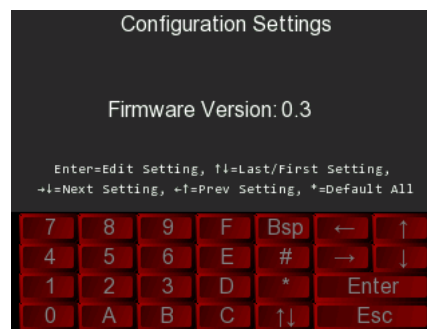 Configuration Settings
Firmware Version: 0.3
Enter=Edit Setting, ↑↓=Last/First Setting,
→↓=Next Setting, ←↑=Prev Setting, *=Default All
7 8 9 F Bsp ← ↑
4 5 6 E # → ↓
1 2 3 D * Enter
0 A B C ↑↓ Esc